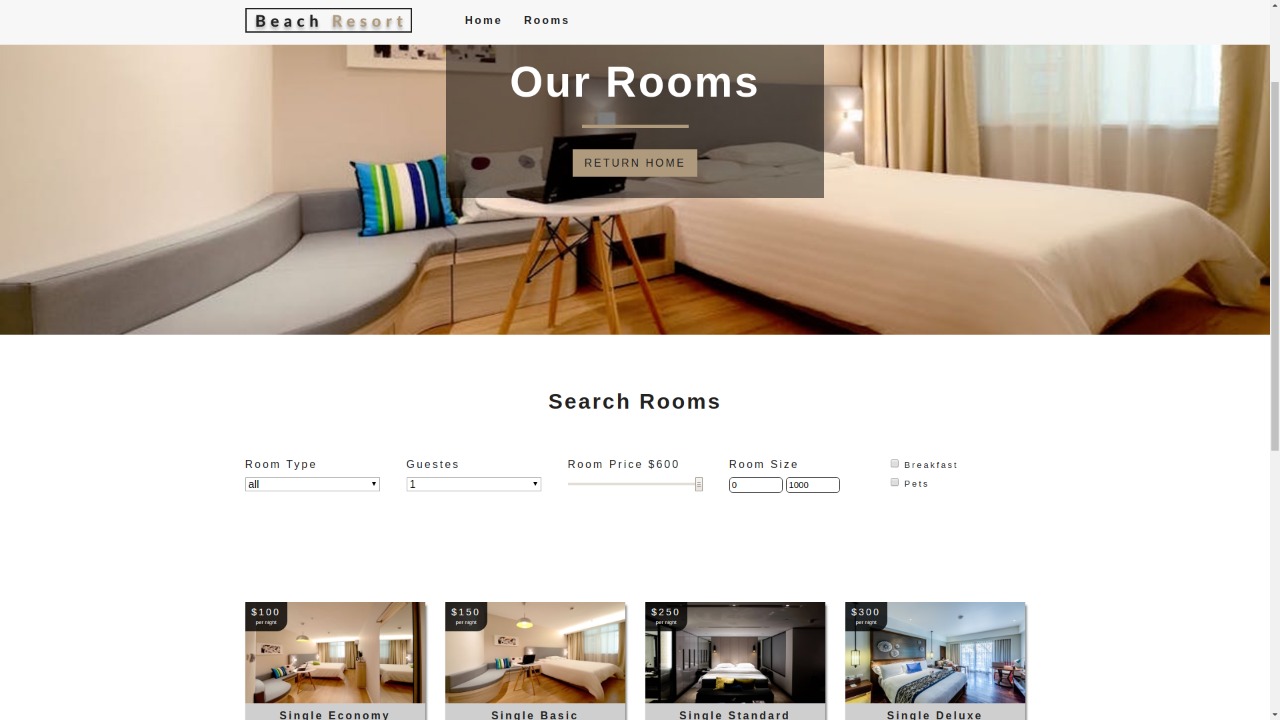 Beach Resort
Home
Rooms
Our Rooms
RETURN HOME
Search Rooms
Room Type
Guestes
Room Price $600
Room Size
Breakfast
all
1
0
1000
Pets
$100
per night
$150
per night
$250
per night
$300
per night
Single Economy
Single Basic
Single Standard
Single Deluxe